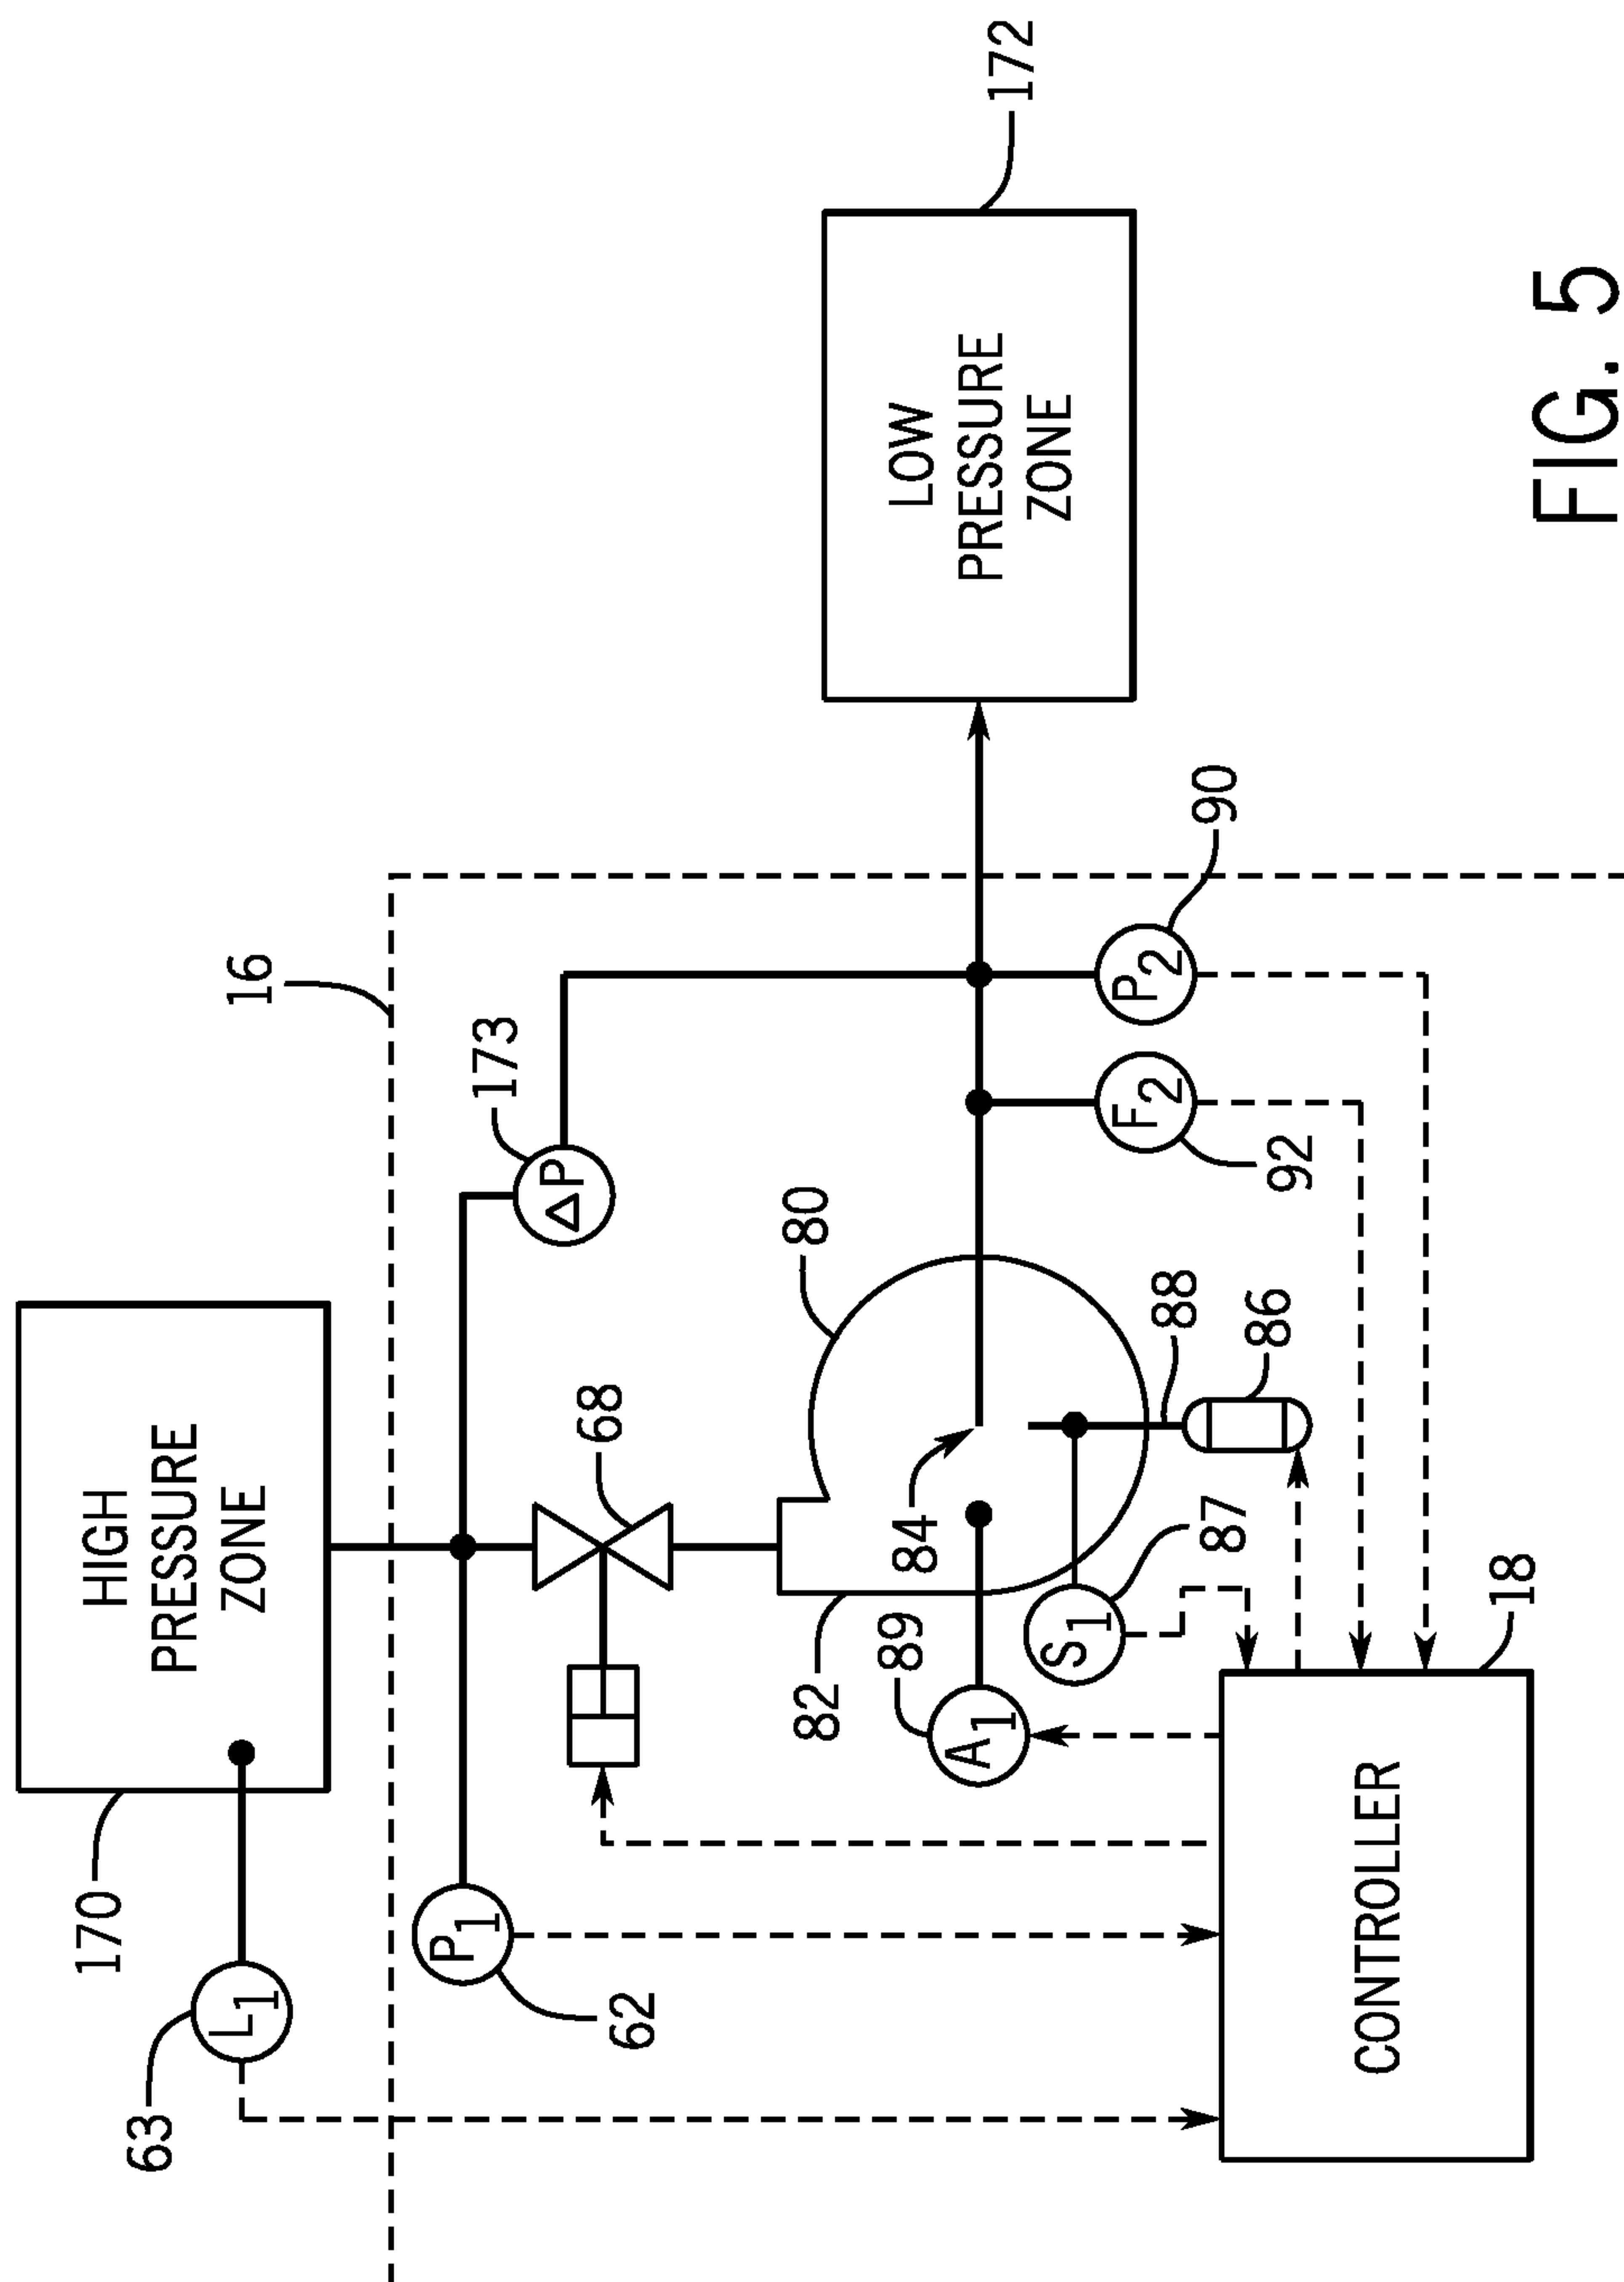 HIGH
PRESSURE
ZONE
170
L1
63
16
173
ΔP
P1
62
68
80
82
84
A1
89
S1
87
88
86
F2
92
P2
90
LOW
PRESSURE
ZONE
172
CONTROLLER
18
FIG. 5